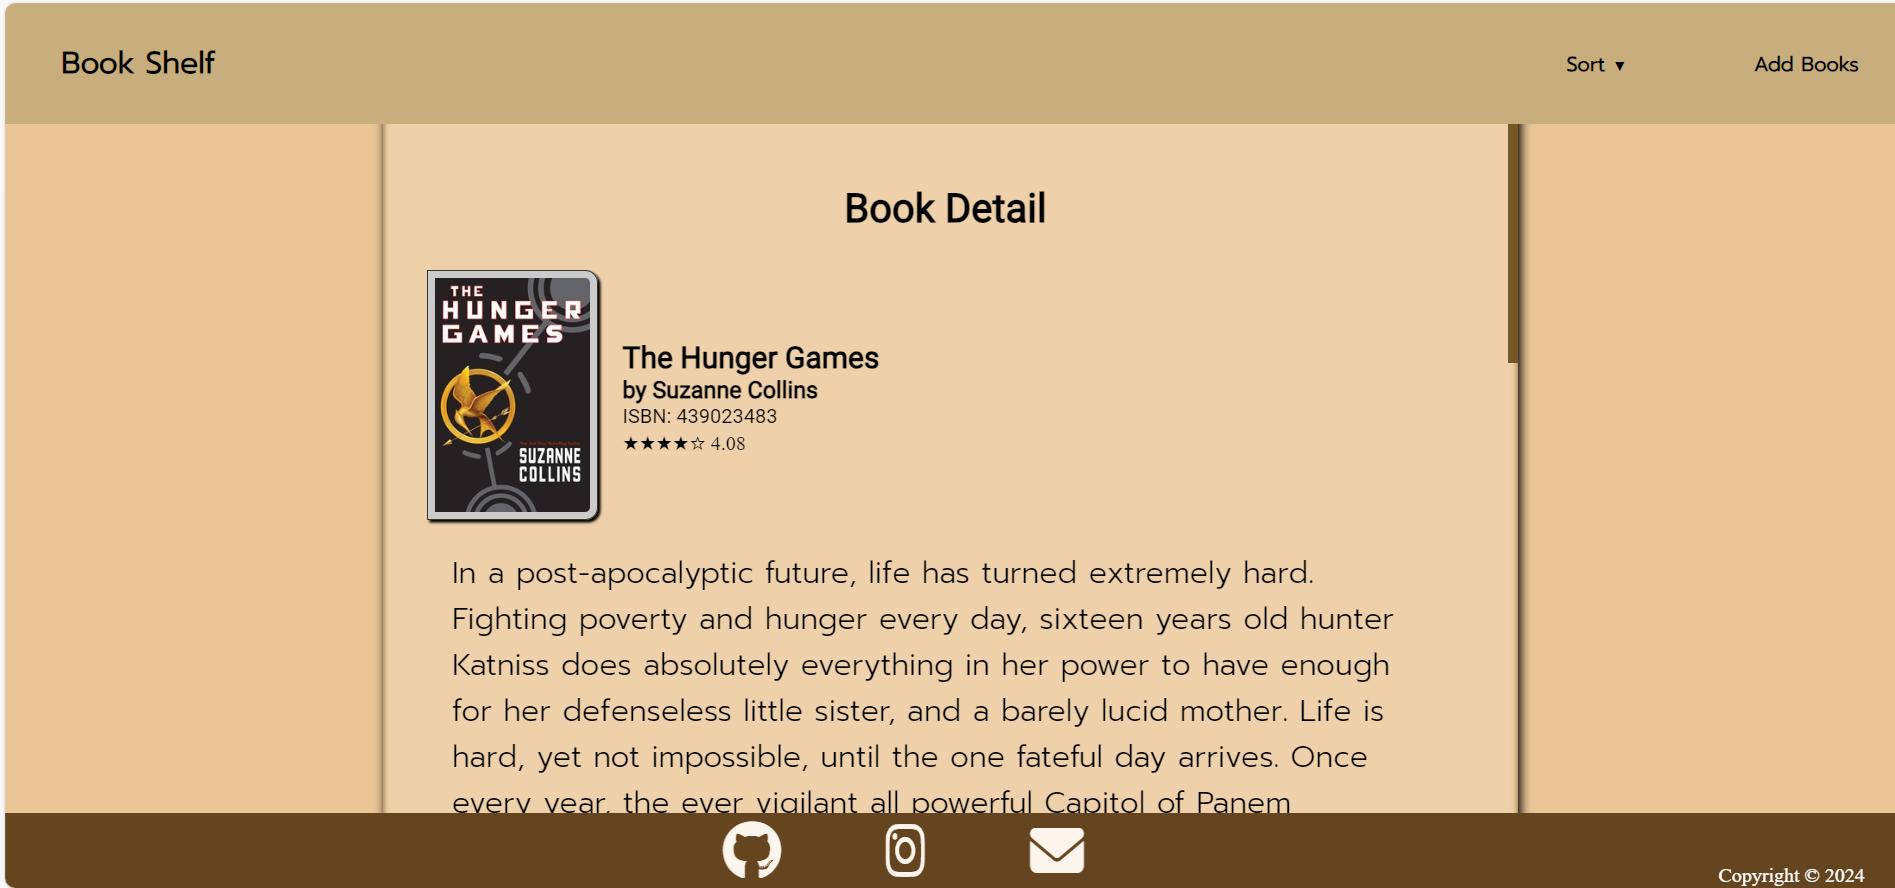 Book Shelf
Sort ▼
Add Books
Book Detail
THE
HUNGER
GAMES
SUZANNE
COLLINS
The Hunger Games
by Suzanne Collins
ISBN: 439023483
★★★★☆ 4.08
In a post-apocalyptic future, life has turned extremely hard.
Fighting poverty and hunger every day, sixteen years old hunter
Katniss does absolutely everything in her power to have enough
for her defenseless little sister, and a barely lucid mother. Life is
hard, yet not impossible, until the one fateful day arrives. Once
every year, the ever vigilant all powerful Capitol of Panem
Copyright © 2024